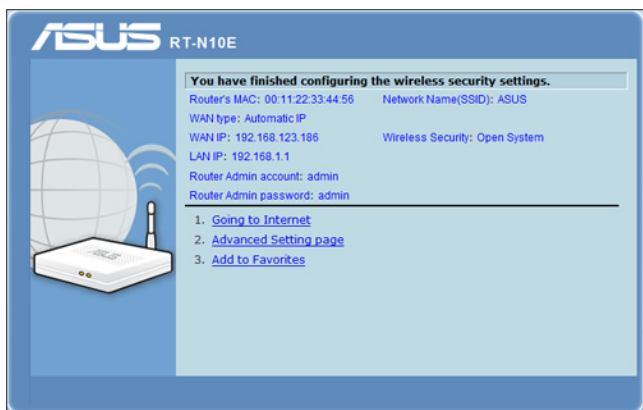 ASUS RT-N10E
You have finished configuring the wireless security settings.
Router's MAC: 00:11:22:33:44:56 Network Name(SSID): ASUS
WAN type: Automatic IP
WAN IP: 192.168.123.186 Wireless Security: Open System
LAN IP: 192.168.1.1
Router Admin account: admin
Router Admin password: admin
1. Going to Internet
2. Advanced Setting page
3. Add to Favorites
ASUS